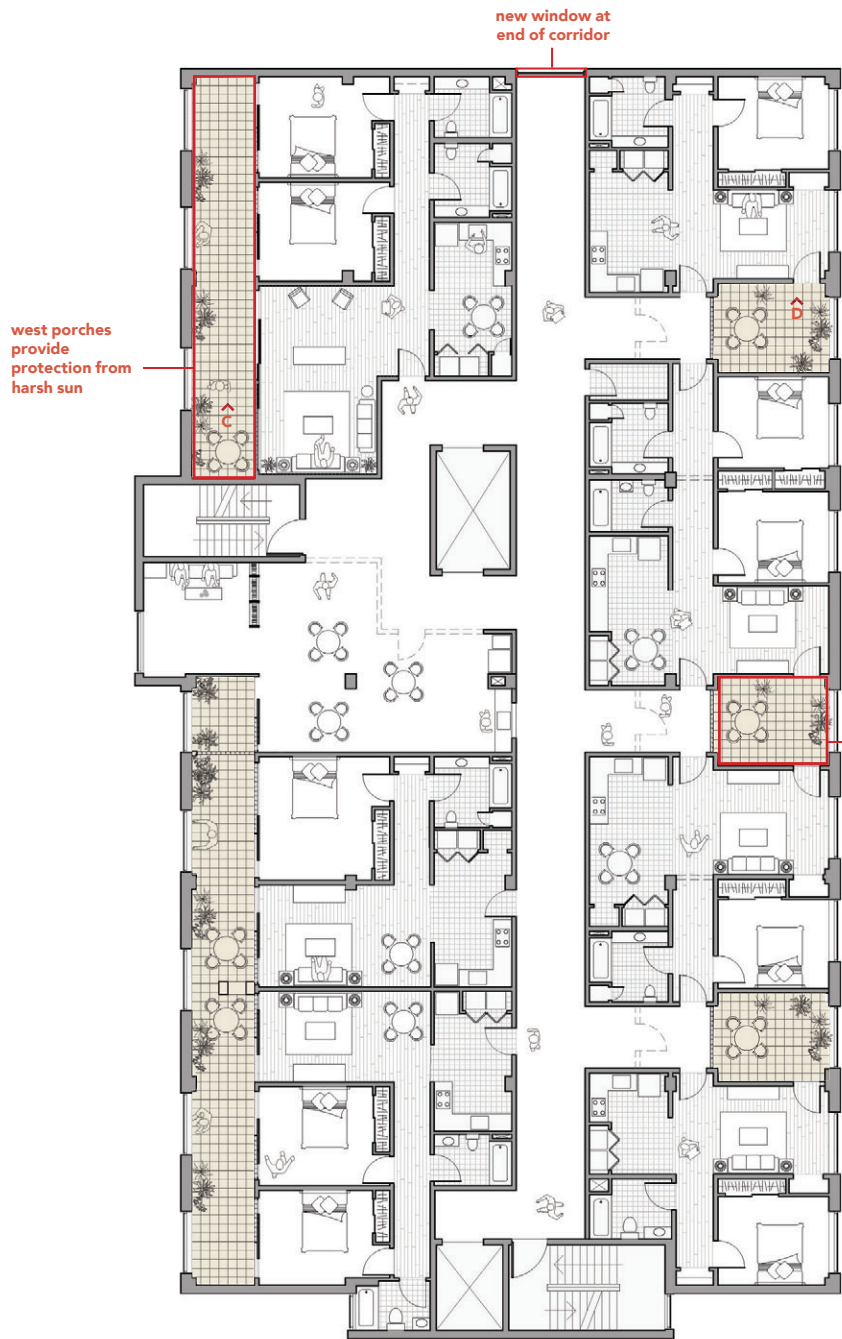 new window at
end of corridor
west porches
provide
protection from
harsh sun
D
C